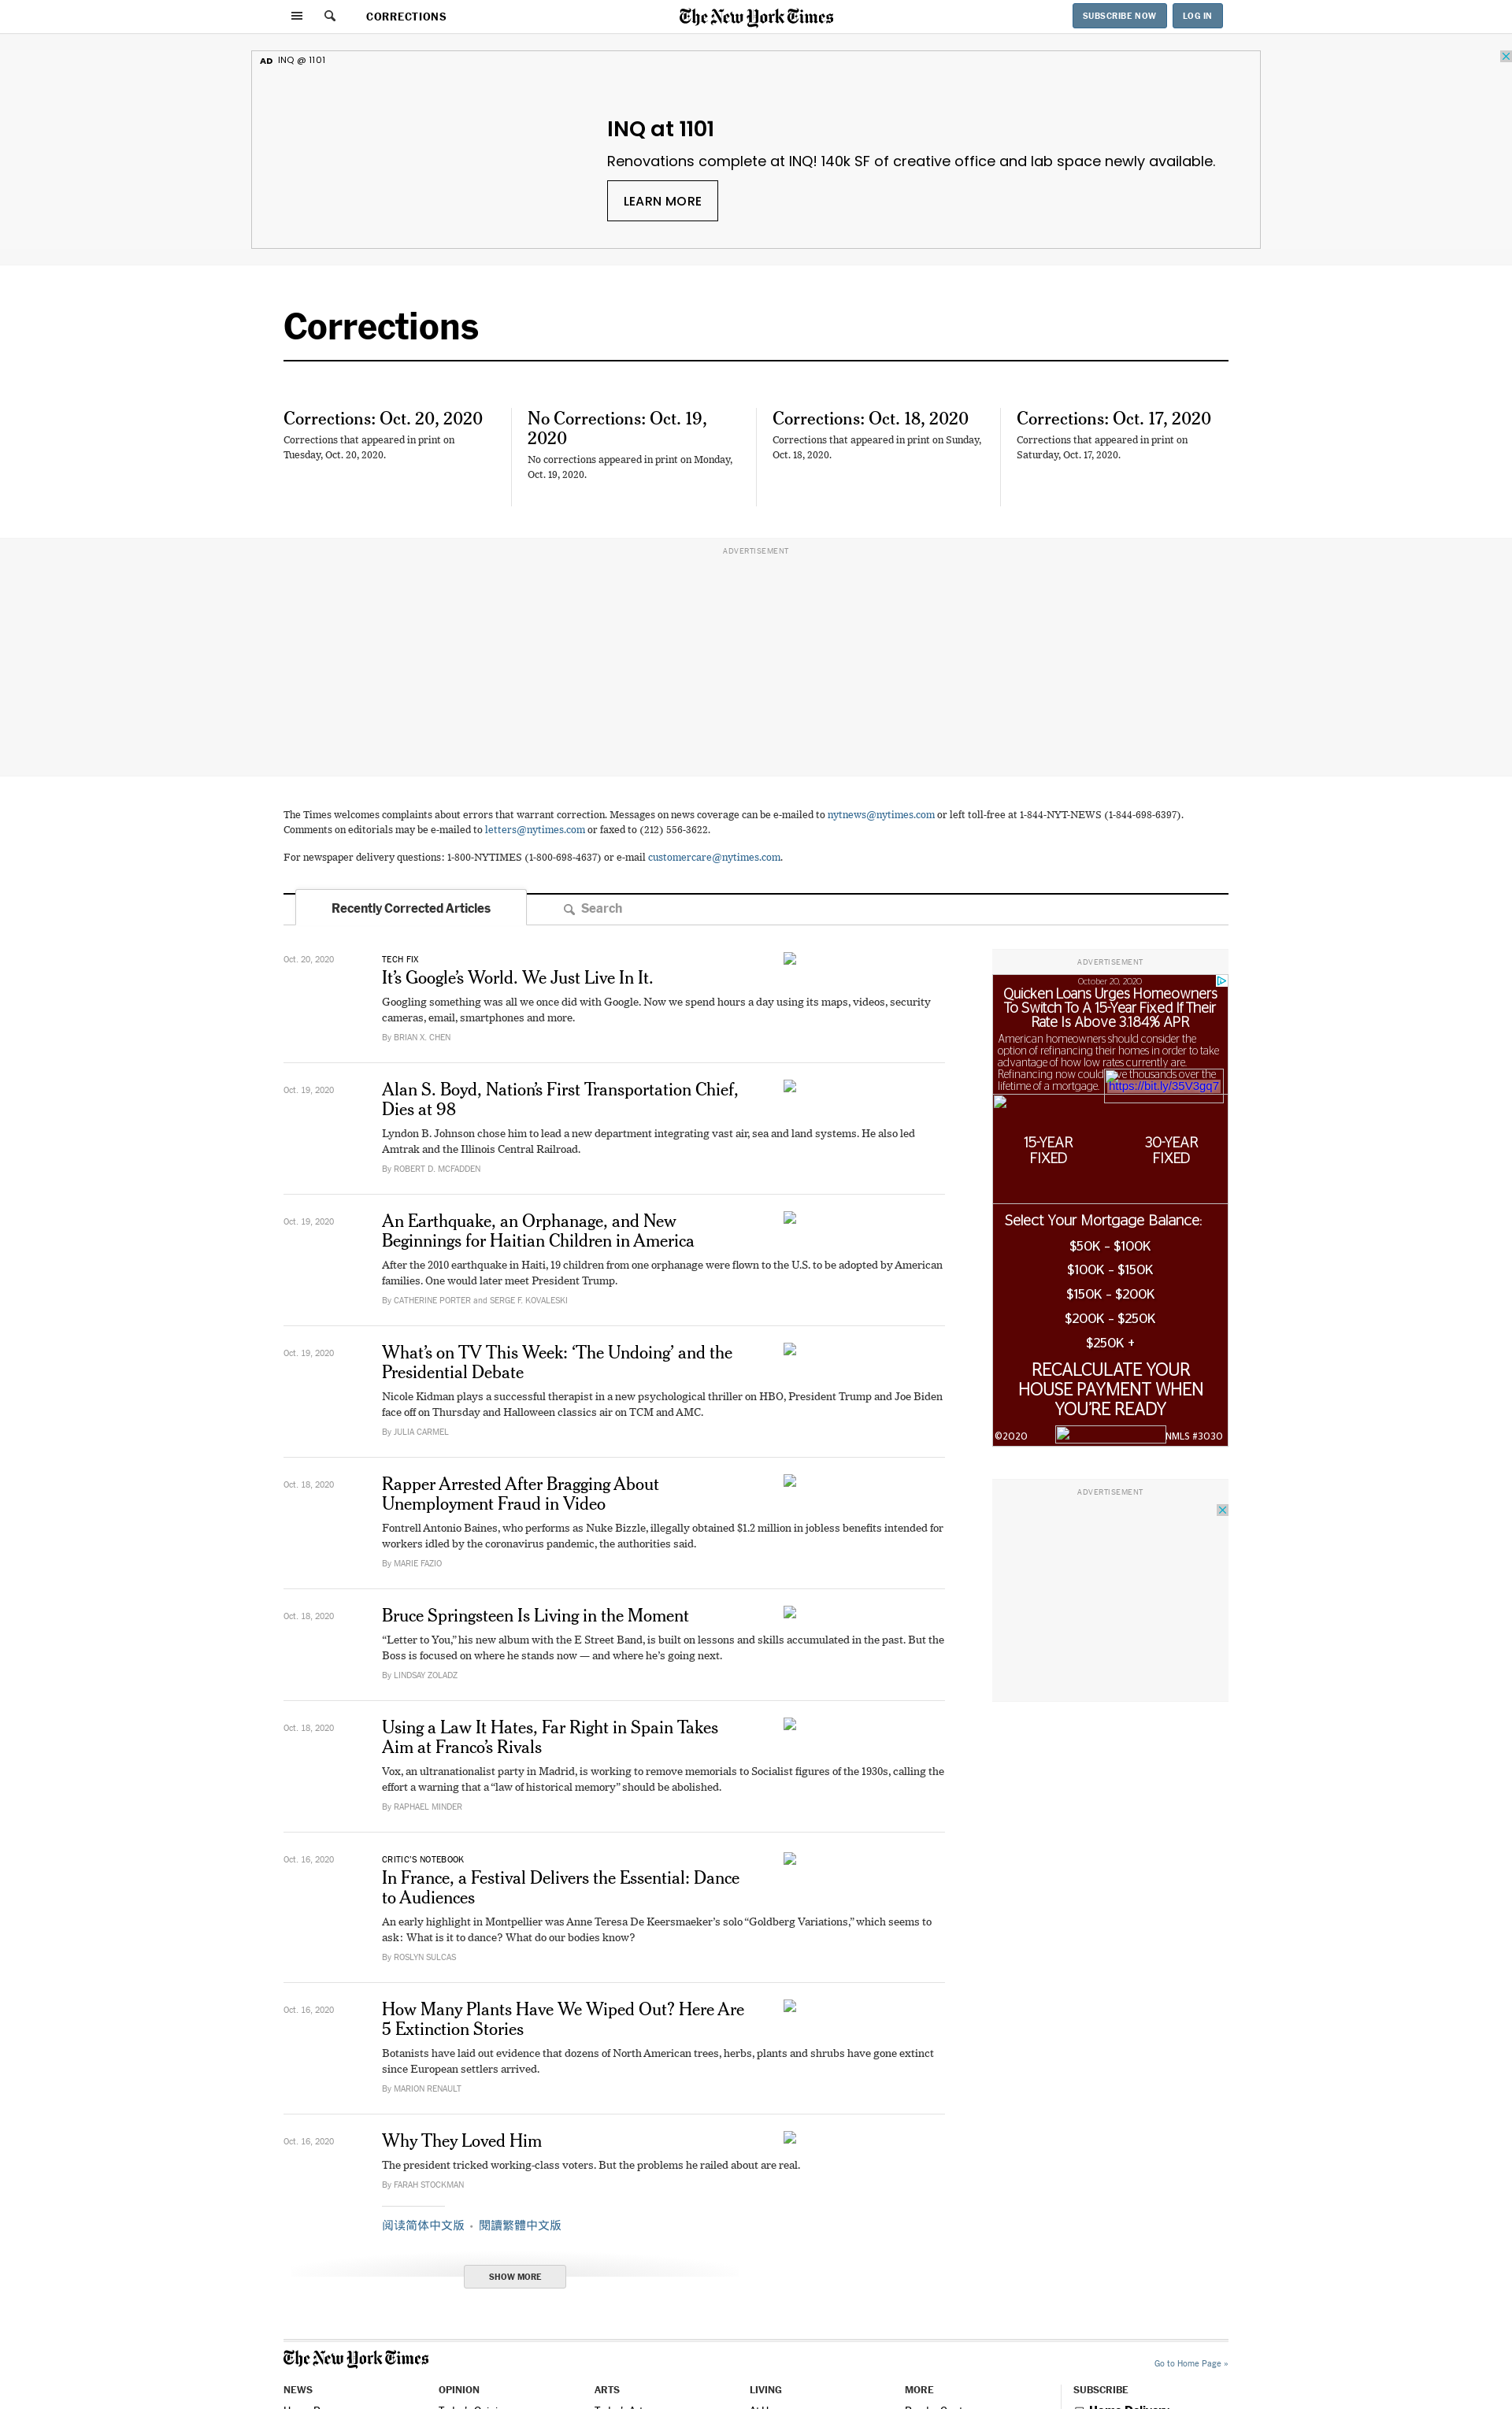 CORRECTIONS
The New York Times
SUBSCRIBE NOW
LOG IN
AD INQ @ 1101
INQ at 1101
Renovations complete at INQ! 140k SF of creative office and lab space newly available.
LEARN MORE
Corrections
Corrections: Oct. 20, 2020
Corrections that appeared in print on
Tuesday, Oct. 20, 2020.
No Corrections: Oct. 19,
2020
No corrections appeared in print on Monday,
Oct. 19, 2020.
Corrections: Oct. 18, 2020
Corrections that appeared in print on Sunday,
Oct. 18, 2020.
Corrections: Oct. 17, 2020
Corrections that appeared in print on
Saturday, Oct. 17, 2020.
ADVERTISEMENT
The Times welcomes complaints about errors that warrant correction. Messages on news coverage can be e-mailed to nytnews@nytimes.com or left toll-free at 1-844-NYT-NEWS (1-844-698-6397).
Comments on editorials may be e-mailed to letters@nytimes.com or faxed to (212) 556-3622.
For newspaper delivery questions: 1-800-NYTIMES (1-800-698-4637) or e-mail customercare@nytimes.com.
Recently Corrected Articles
Search
Oct. 20, 2020
TECH FIX
It’s Google’s World. We Just Live In It.
Googling something was all we once did with Google. Now we spend hours a day using its maps, videos, security
cameras, email, smartphones and more.
By BRIAN X. CHEN
Oct. 19, 2020
Alan S. Boyd, Nation’s First Transportation Chief,
Dies at 98
Lyndon B. Johnson chose him to lead a new department integrating vast air, sea and land systems. He also led
Amtrak and the Illinois Central Railroad.
By ROBERT D. MCFADDEN
Oct. 19, 2020
An Earthquake, an Orphanage, and New
Beginnings for Haitian Children in America
After the 2010 earthquake in Haiti, 19 children from one orphanage were flown to the U.S. to be adopted by American
families. One would later meet President Trump.
By CATHERINE PORTER and SERGE F. KOVALESKI
Oct. 19, 2020
What’s on TV This Week: ‘The Undoing’ and the
Presidential Debate
Nicole Kidman plays a successful therapist in a new psychological thriller on HBO, President Trump and Joe Biden
face off on Thursday and Halloween classics air on TCM and AMC.
By JULIA CARMEL
Oct. 18, 2020
Rapper Arrested After Bragging About
Unemployment Fraud in Video
Fontrell Antonio Baines, who performs as Nuke Bizzle, illegally obtained $1.2 million in jobless benefits intended for
workers idled by the coronavirus pandemic, the authorities said.
By MARIE FAZIO
Oct. 18, 2020
Bruce Springsteen Is Living in the Moment
“Letter to You,” his new album with the E Street Band, is built on lessons and skills accumulated in the past. But the
Boss is focused on where he stands now — and where he’s going next.
By LINDSAY ZOLADZ
Oct. 18, 2020
Using a Law It Hates, Far Right in Spain Takes
Aim at Franco’s Rivals
Vox, an ultranationalist party in Madrid, is working to remove memorials to Socialist figures of the 1930s, calling the
effort a warning that a “law of historical memory” should be abolished.
By RAPHAEL MINDER
Oct. 16, 2020
CRITIC’S NOTEBOOK
In France, a Festival Delivers the Essential: Dance
to Audiences
An early highlight in Montpellier was Anne Teresa De Keersmaeker’s solo “Goldberg Variations,” which seems to
ask: What is it to dance? What do our bodies know?
By ROSLYN SULCAS
Oct. 16, 2020
How Many Plants Have We Wiped Out? Here Are
5 Extinction Stories
Botanists have laid out evidence that dozens of North American trees, herbs, plants and shrubs have gone extinct
since European settlers arrived.
By MARION RENAULT
Oct. 16, 2020
Why They Loved Him
The president tricked working-class voters. But the problems he railed about are real.
By FARAH STOCKMAN
阅读简体中文版 • 閱讀繁體中文版
SHOW MORE
ADVERTISEMENT
October 20, 2020
Quicken Loans Urges Homeowners
To Switch To A 15-Year Fixed If Their
Rate Is Above 3.184% APR
American homeowners should consider the
option of refinancing their homes in order to take
advantage of how low rates currently are.
Refinancing now could ve thousands over the
lifetime of a mortgage. https://bit.ly/35V3gq7
15-YEAR
FIXED
30-YEAR
FIXED
Select Your Mortgage Balance:
$50K - $100K
$100K - $150K
$150K - $200K
$200K - $250K
$250K +
RECALCULATE YOUR
HOUSE PAYMENT WHEN
YOU’RE READY
©2020
NMLS #3030
ADVERTISEMENT
The New York Times
Go to Home Page »
NEWS
OPINION
ARTS
LIVING
MORE
SUBSCRIBE